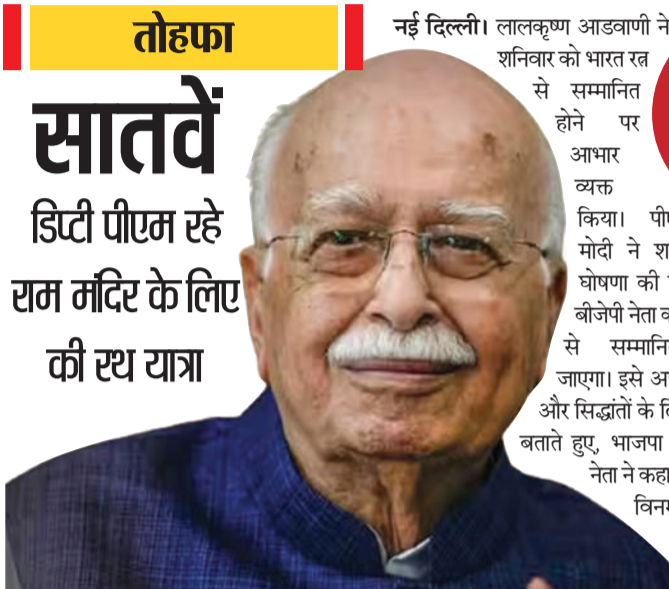 तोहफा
सातवें
डिप्टी पीएम रहे
राम मंदिर के लिए
की रथ यात्रा
नई दिल्ली। लालकृष्ण आडवाणी ने
शनिवार को भारत रत्न
से सम्मानित
होने पर
आभार
व्यक्त
किया।
मोदी ने
घोषणा की
बीजेपी नेता
से
जाएगा। इसे
और सिद्धांतों के
बताते हुए, भाजपा
नेता ने कहा